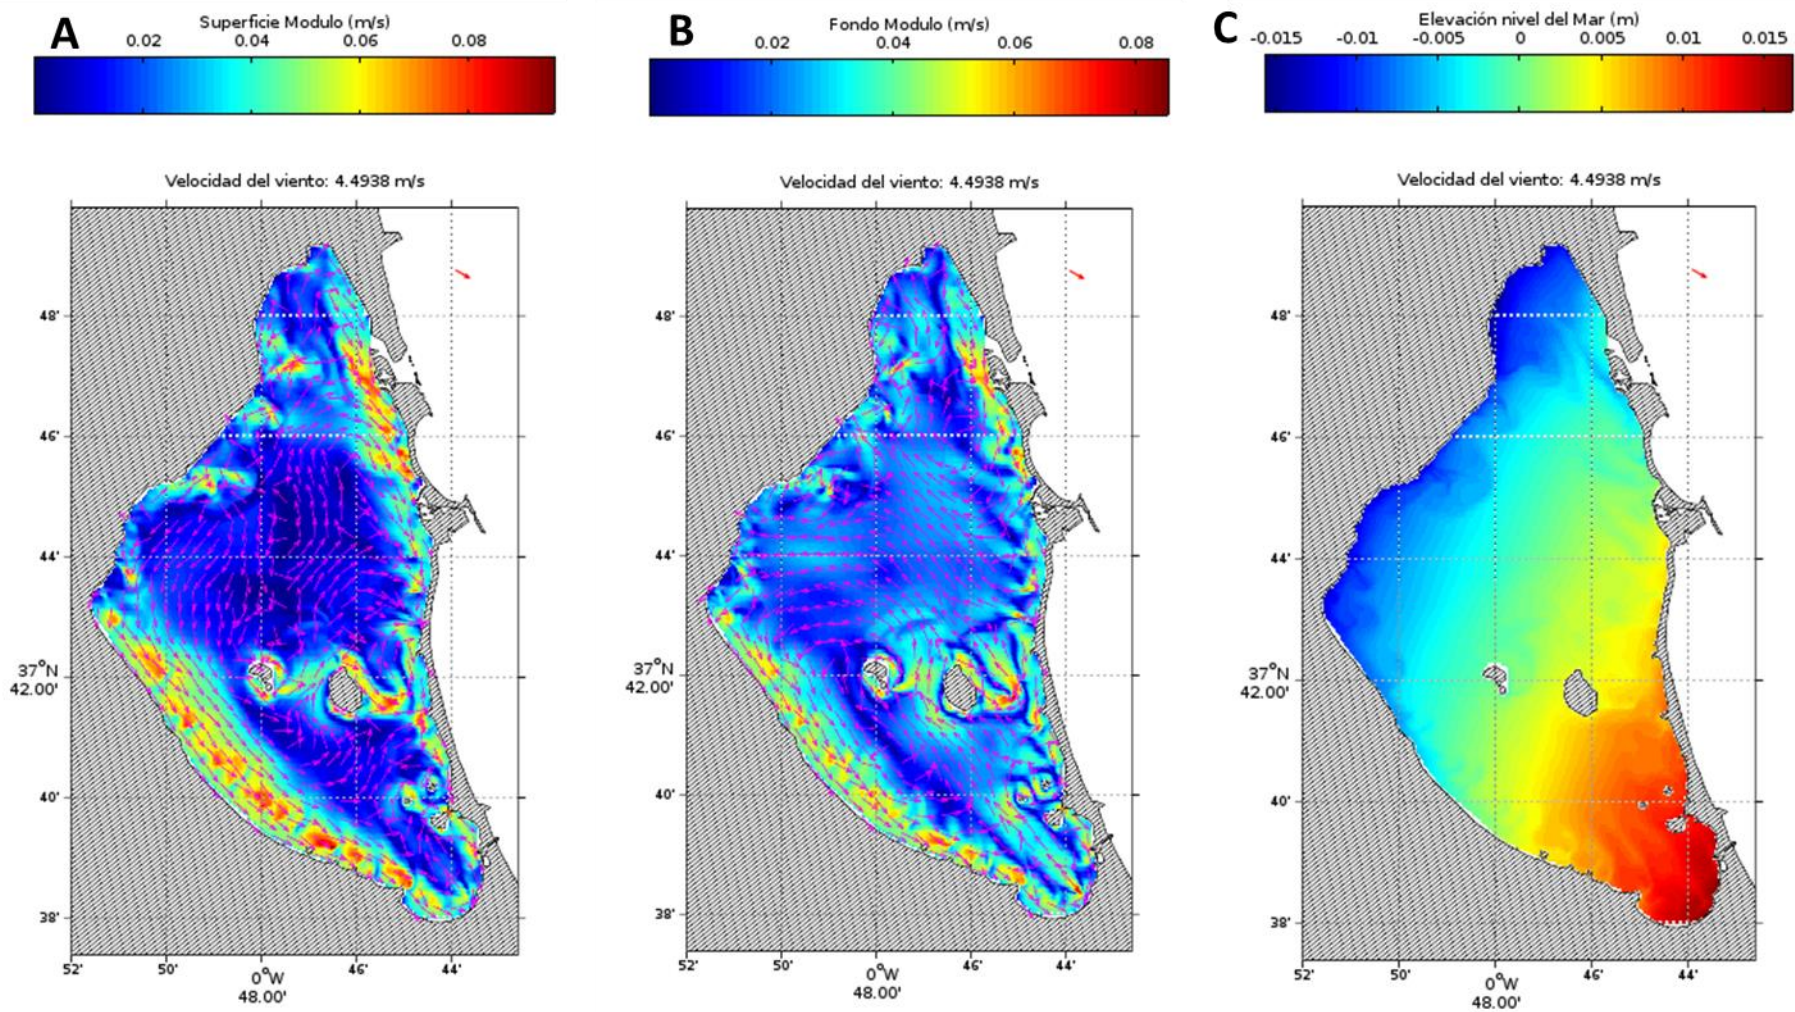 A
Superficie Modulo (m/s)
0.02 0.04 0.06 0.08
Velocidad del viento: 4.4938 m/s
48'
46'
44'
37°N
42.00'
40'
38'
52' 50' 0°W 46' 44'
48.00'
B
Fondo Modulo (m/s)
0.02 0.04 0.06 0.08
Velocidad del viento: 4.4938 m/s
48'
46'
44'
37°N
42.00'
40'
38'
52' 50' 0°W 46' 44'
48.00'
C
Elevación nivel del Mar (m)
-0.015 -0.01 -0.005 0 0.005 0.01 0.015
Velocidad del viento: 4.4938 m/s
48'
46'
44'
37°N
42.00'
40'
38'
52' 50' 0°W 46' 44'
48.00'